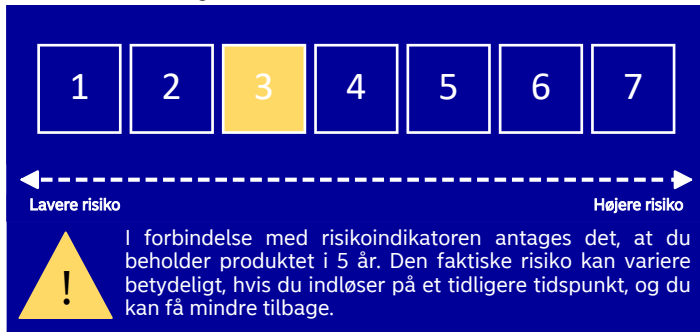 1 2 3 4 5 6 7
Lavere risiko Højere risiko
! I forbindelse med risikoindikatoren antages det, at du
beholder produktet i 5 år. Den faktiske risiko kan variere
betydeligt, hvis du indløser på et tidligere tidspunkt, og du
kan få mindre tilbage.